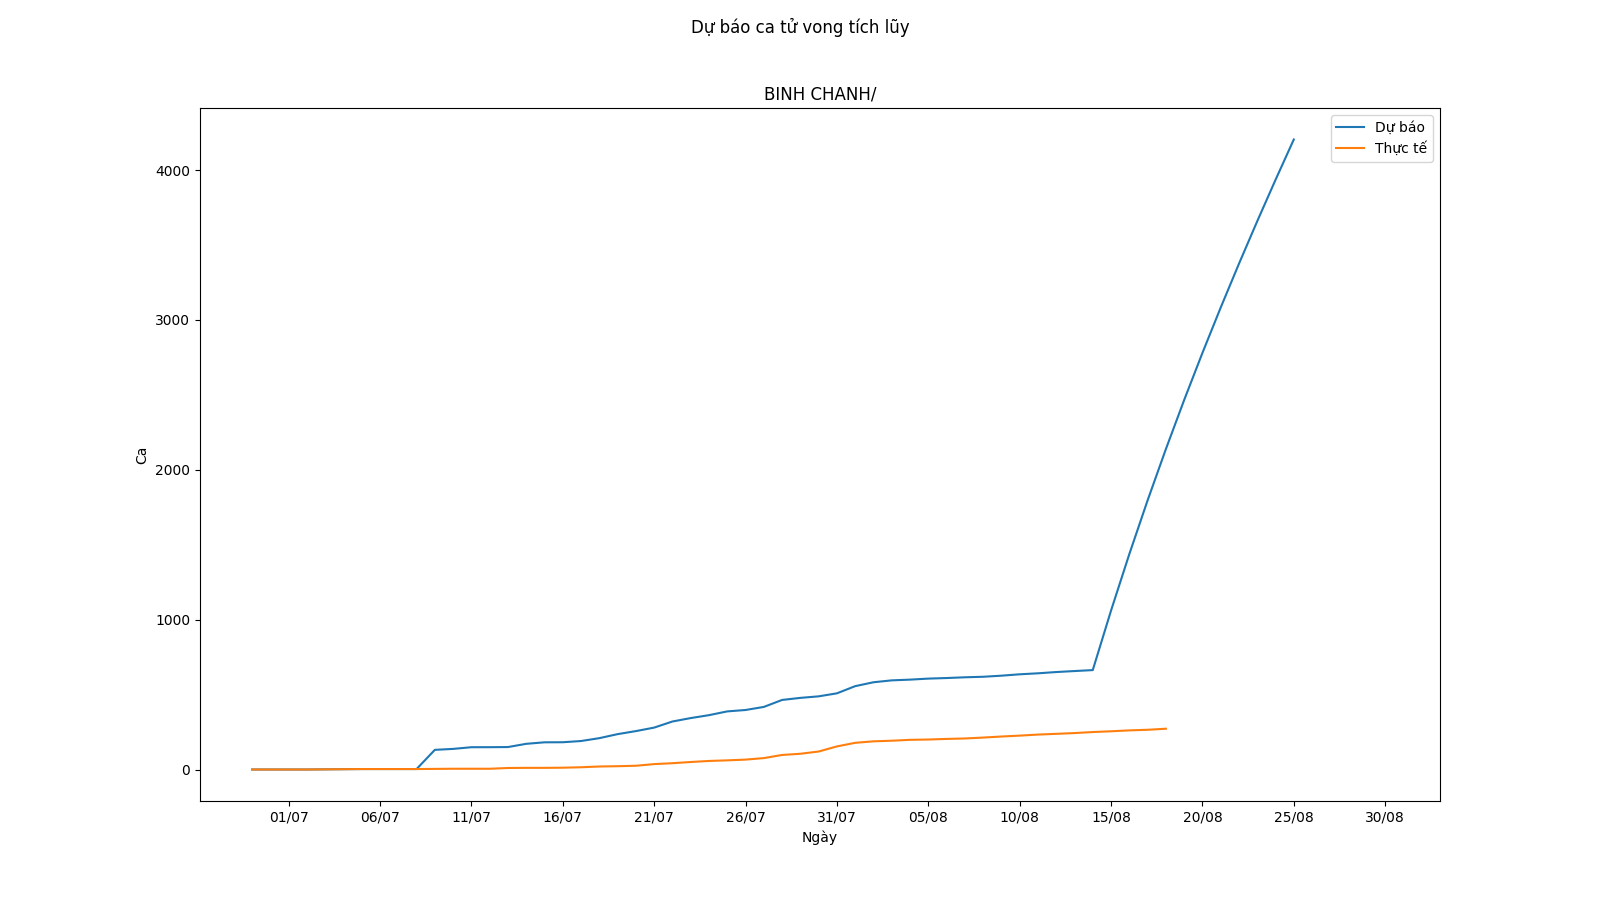 Dự báo ca tử vong tích lũy
BINH CHANH/
Dự báo
Thực tế
4000
3000
2000
1000
0
Ca
01/07 06/07 11/07 16/07 21/07 26/07 31/07 05/08 10/08 15/08 20/08 25/08 30/08
Ngày